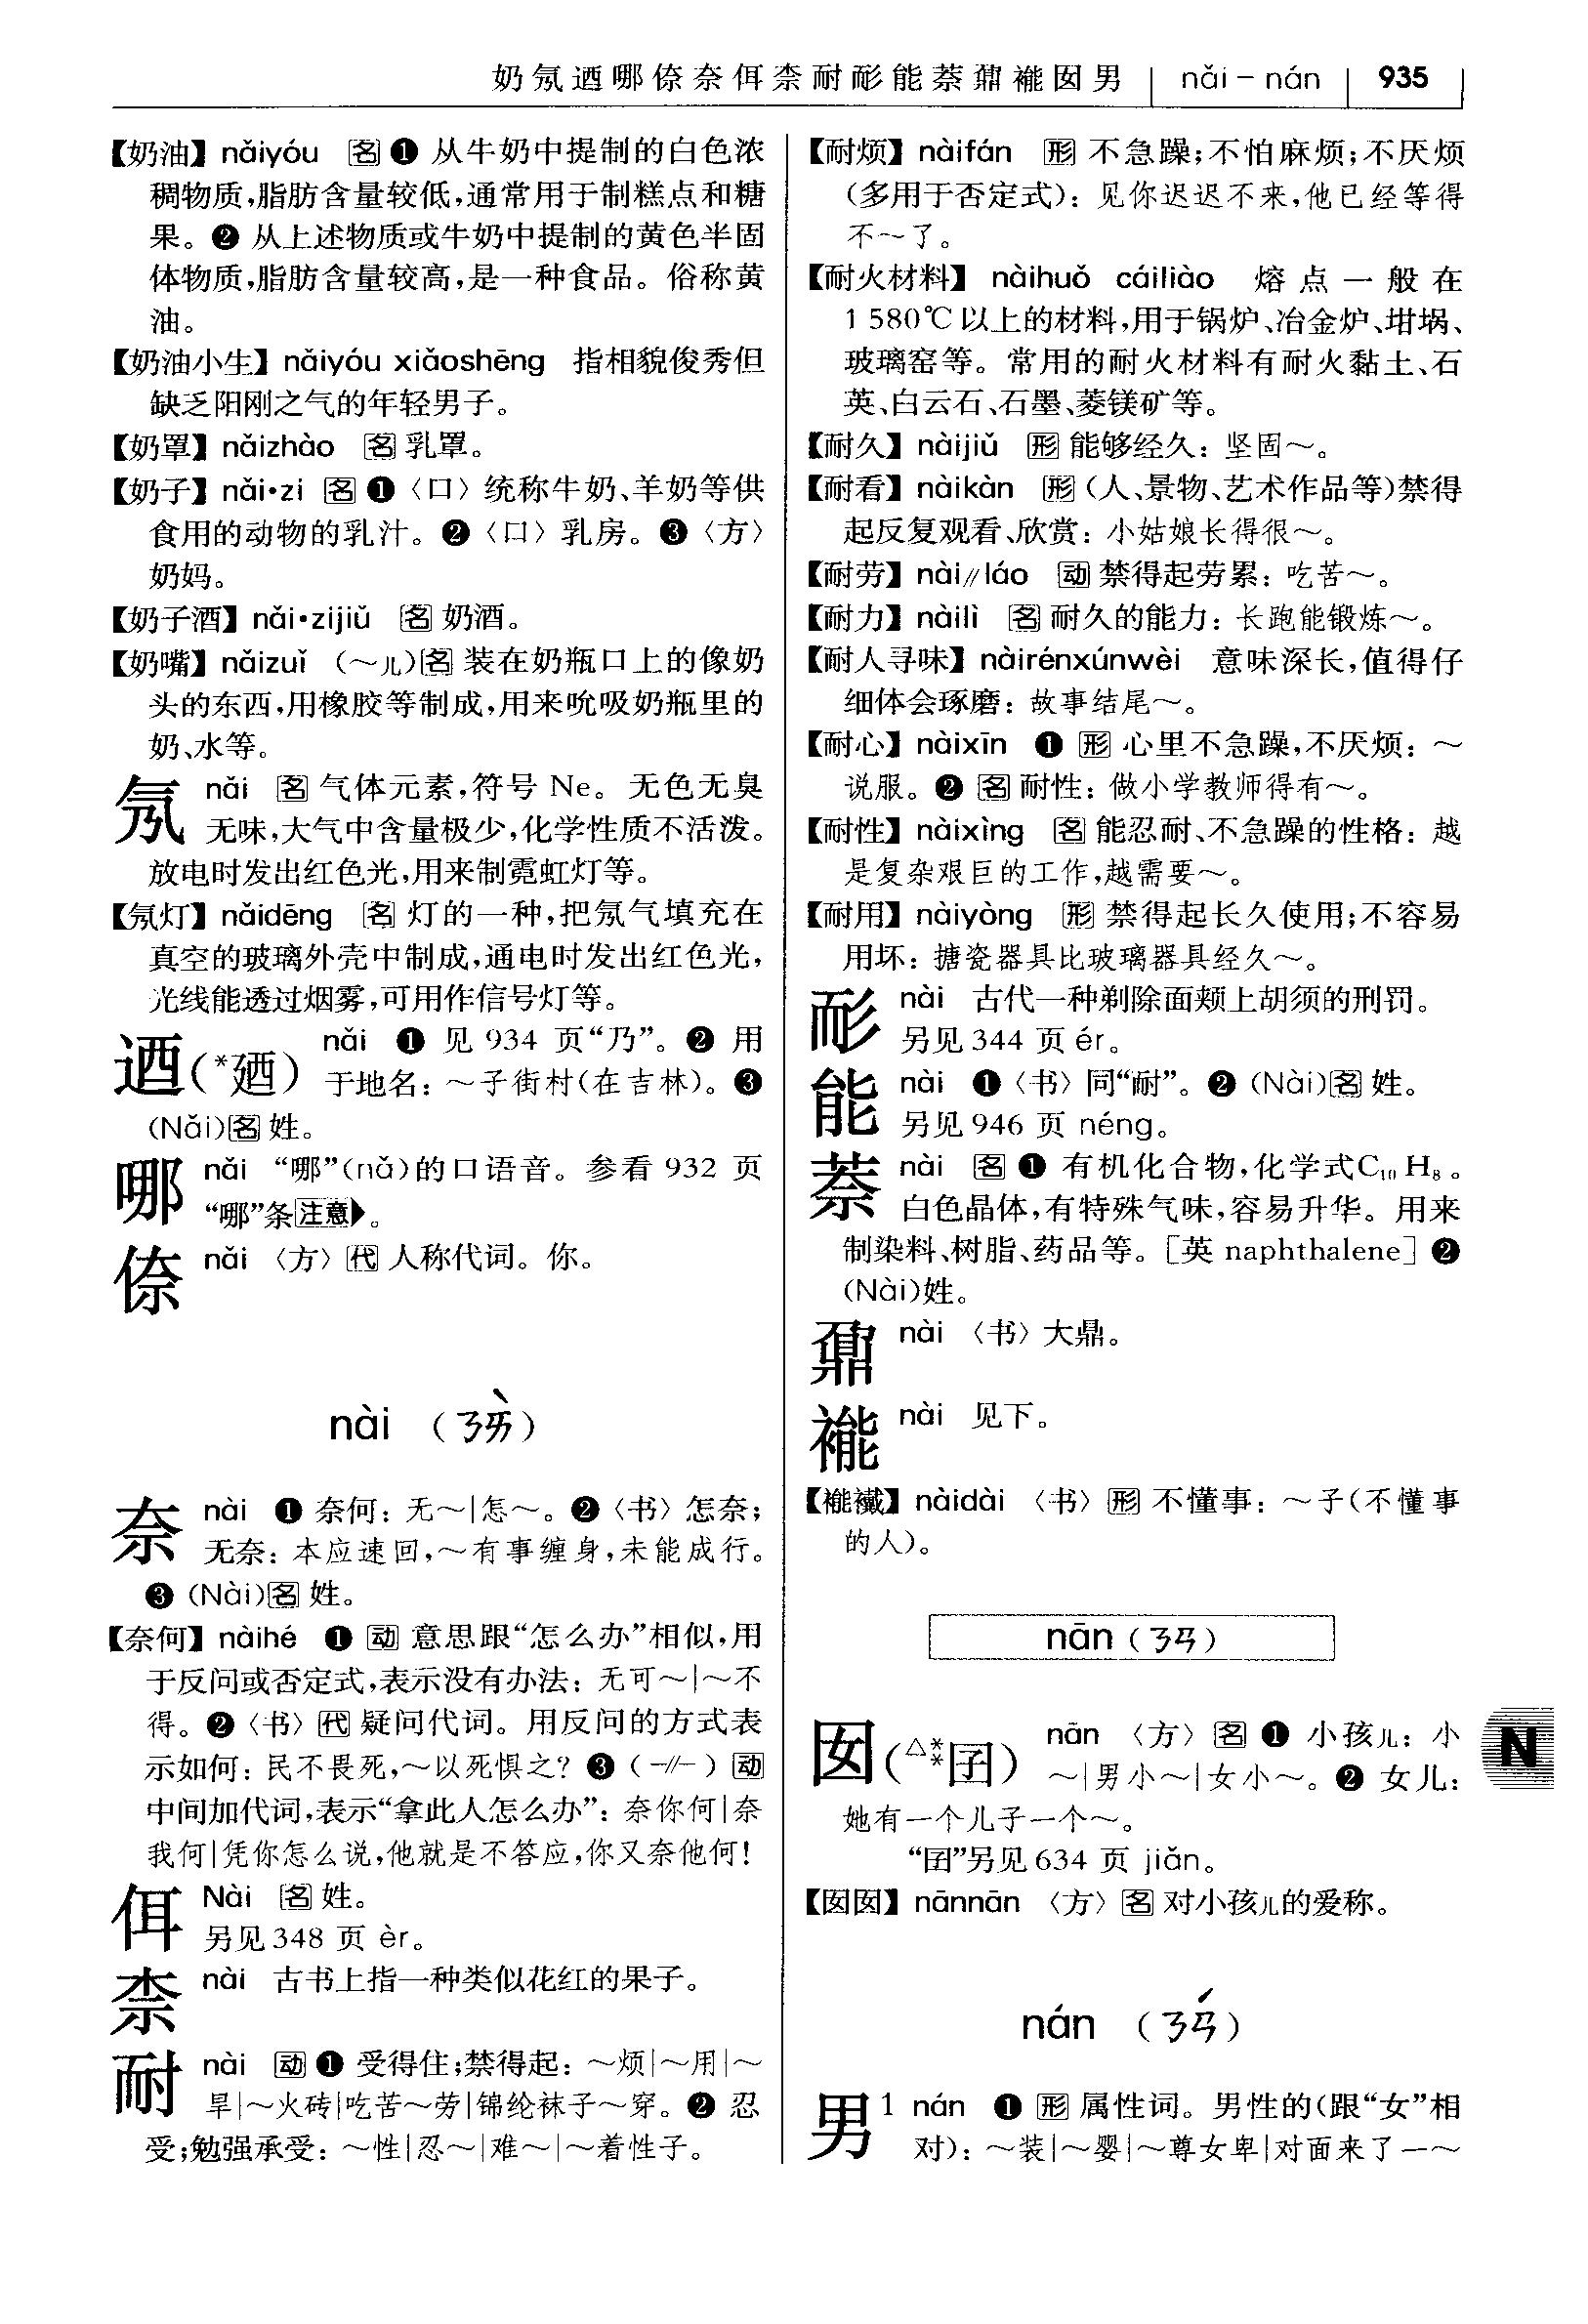 奶氖迺哪倷奈佴柰耐耏能萘鼐褦囡男 | nǎi – nán | 935
【奶油】 nǎiyóu 名 ❶ 从牛奶中提制的白色浓
稠物质,脂肪含量较低,通常用于制糕点和糖
果。❷ 从上述物质或牛奶中提制的黄色半固
体物质,脂肪含量较高,是一种食品。俗称黄
油。
【奶油小生】 nǎiyóu xiǎoshēng 指相貌俊秀但
缺乏阳刚之气的年轻男子。
【奶罩】 nǎizhào 名 乳罩。
【奶子】 nǎi•zi 名 ❶〈口〉统称牛奶、羊奶等供
食用的动物的乳汁。❷〈口〉乳房。❸〈方〉
奶妈。
【奶子酒】 nǎi•zijiǔ 名 奶酒。
【奶嘴】 nǎizuǐ (～儿)名 装在奶瓶口上的像奶
头的东西,用橡胶等制成,用来吮吸奶瓶里的
奶、水等。
氖 nǎi 名 气体元素,符号 Ne。无色无臭
无味,大气中含量极少,化学性质不活泼。
放电时发出红色光,用来制霓虹灯等。
【氖灯】 nǎidēng 名 灯的一种,把氖气填充在
真空的玻璃外壳中制成,通电时发出红色光,
光线能透过烟雾,可用作信号灯等。
迺(*廼) nǎi ❶ 见 934 页“乃”。❷ 用
于地名：～子街村(在吉林)。❸
(Nǎi)名 姓。
哪 nǎi “哪”(nǎ)的口语音。参看 932 页
“哪”条注意▶。
倷 nǎi 〈方〉代 人称代词。你。
nài (ㄋㄞˋ)
奈 nài ❶ 奈何：无～|怎～。❷〈书〉怎奈;
无奈：本应速回,～有事缠身,未能成行。
❸ (Nài)名 姓。
【奈何】 nàihé ❶ 动 意思跟“怎么办”相似,用
于反问或否定式,表示没有办法：无可～|～不
得。❷〈书〉代 疑问代词。用反问的方式表
示如何：民不畏死,～以死惧之? ❸ (-//-) 动
中间加代词,表示“拿此人怎么办”：奈你何|奈
我何|凭你怎么说,他就是不答应,你又奈他何!
佴 Nài 名 姓。
另见 348 页 èr。
柰 nài 古书上指一种类似花红的果子。
耐 nài 动 ❶ 受得住;禁得起：～烦|～用|～
旱|～火砖|吃苦～劳|锦纶袜子～穿。❷ 忍
受;勉强承受：～性|忍～|难～|～着性子。
【耐烦】 nàifán 形 不急躁;不怕麻烦;不厌烦
(多用于否定式)：见你迟迟不来,他已经等得
不～了。
【耐火材料】 nàihuǒ cáiliào 熔点一般在
1 580℃以上的材料,用于锅炉、冶金炉、坩埚、
玻璃窑等。常用的耐火材料有耐火黏土、石
英、白云石、石墨、菱镁矿等。
【耐久】 nàijiǔ 形 能够经久：坚固～。
【耐看】 nàikàn 形 (人、景物、艺术作品等)禁得
起反复观看、欣赏：小姑娘长得很～。
【耐劳】 nài//láo 动 禁得起劳累：吃苦～。
【耐力】 nàilì 名 耐久的能力：长跑能锻炼～。
【耐人寻味】 nàirénxúnwèi 意味深长,值得仔
细体会琢磨：故事结尾～。
【耐心】 nàixīn ❶ 形 心里不急躁,不厌烦：～
说服。❷ 名 耐性：做小学教师得有～。
【耐性】 nàixìng 名 能忍耐、不急躁的性格：越
是复杂艰巨的工作,越需要～。
【耐用】 nàiyòng 形 禁得起长久使用;不容易
用坏：搪瓷器具比玻璃器具经久～。
耏 nài 古代一种剃除面颊上胡须的刑罚。
另见 344 页 ér。
能 nài ❶〈书〉同“耐”。❷ (Nài)名 姓。
另见 946 页 néng。
萘 nài 名 ❶ 有机化合物,化学式C₁₀H₈。
白色晶体,有特殊气味,容易升华。用来
制染料、树脂、药品等。[英 naphthalene] ❷
(Nài)姓。
鼐 nài 〈书〉大鼎。
褦 nài 见下。
【褦襶】 nàidài 〈书〉形 不懂事：～子(不懂事
的人)。
nān (ㄋㄢ)
囡(△**囝) nān 〈方〉名 ❶ 小孩儿：小
～|男小～|女小～。❷ 女儿：
她有一个儿子一个～。
“囝”另见 634 页 jiǎn。
【囡囡】 nānnān 〈方〉名 对小孩儿的爱称。
N
nán (ㄋㄢˊ)
男1 nán ❶ 形 属性词。男性的(跟“女”相
对)：～装|～婴|～尊女卑|对面来了一～